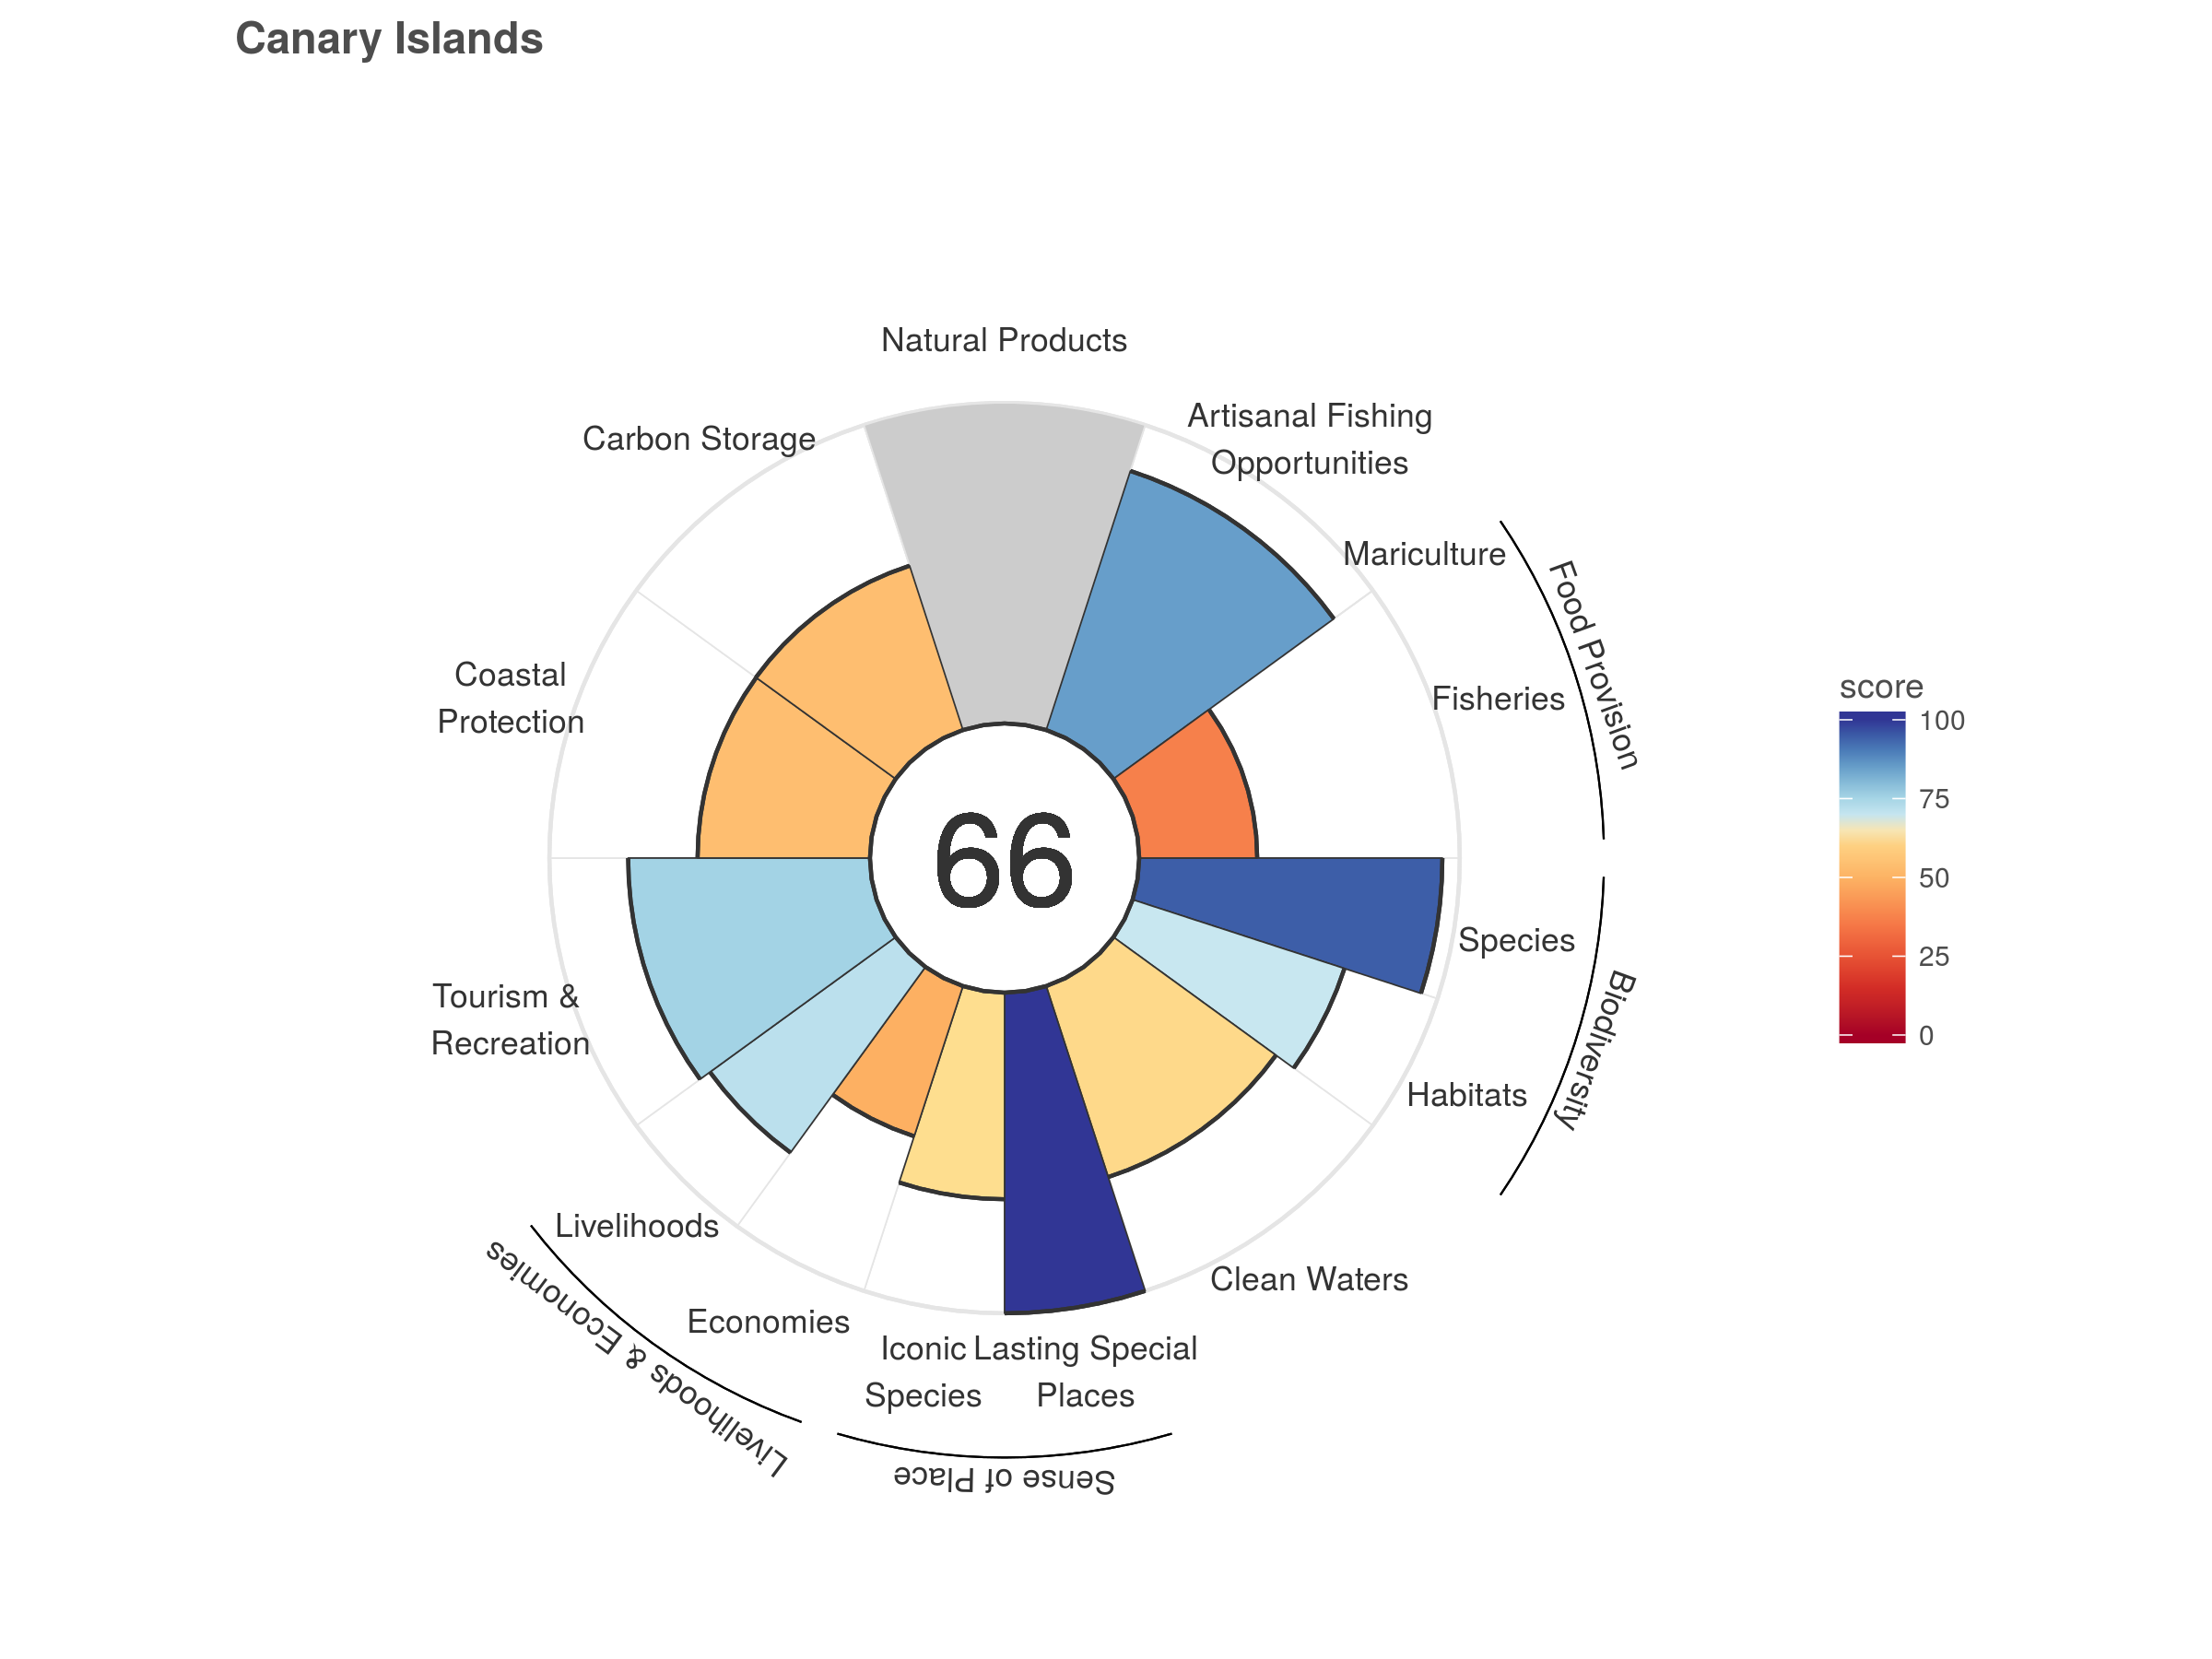 Canary Islands
Natural Products
Artisanal Fishing
Opportunities
Carbon Storage
Mariculture
Food Provision
Fisheries
Coastal
Protection
score
100
75
50
25
0
66
Species
Biodiversity
Tourism &
Recreation
Habitats
Livelihoods
Clean Waters
Economies
Livelihoods & Economies
Iconic
Species
Lasting Special
Places
Sense of Place